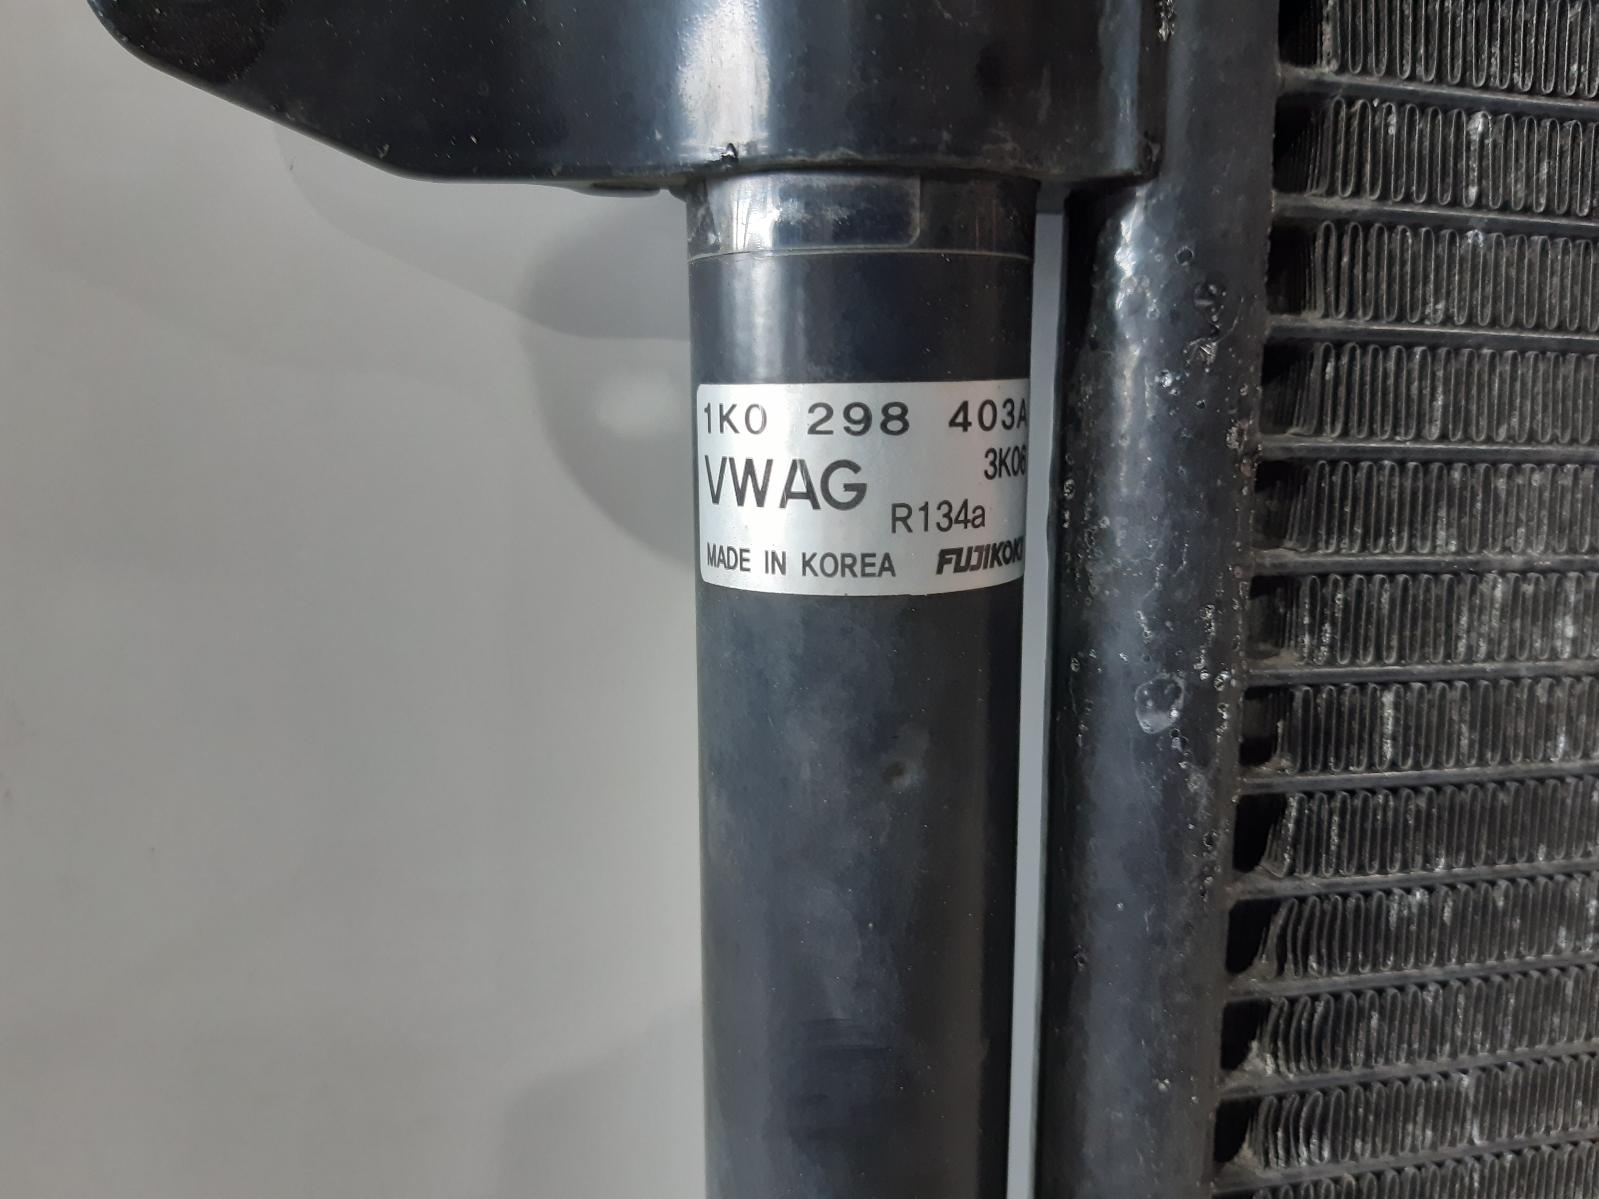 1K0 298 403A
VWAG 3K06
R134a
MADE IN KOREA FUJIKOKI